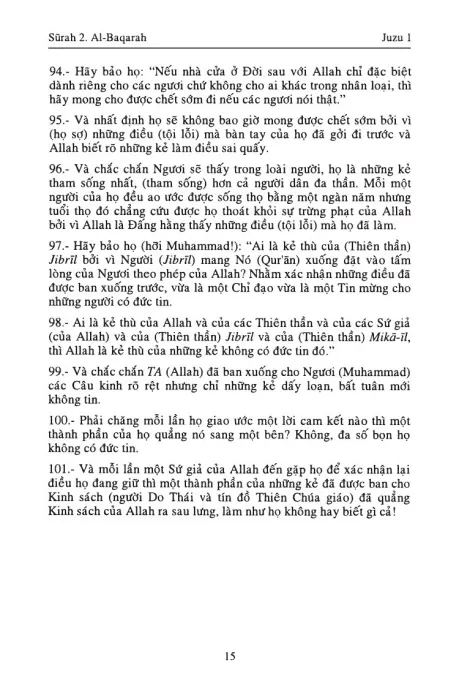 Sūrah 2. Al-Baqarah Juzu 1
94.- Hãy bảo họ: “Nếu nhà cửa ở Đời sau với Allah chỉ đặc biệt
dành riêng cho các ngươi chứ không cho ai khác trong nhân loại, thì
hãy mong cho được chết sớm đi nếu các ngươi nói thật.”
95.- Và nhất định họ sẽ không bao giờ mong được chết sớm bởi vì
(họ sợ) những điều (tội lỗi) mà bàn tay của họ đã gởi đi trước và
Allah biết rõ những kẻ làm điều sai quấy.
96.- Và chắc chắn Ngươi sẽ thấy trong loài người, họ là những kẻ
tham sống nhất, (tham sống) hơn cả người dân đa thần. Mỗi một
người của họ đều ao ước được sống thọ bằng một ngàn năm nhưng
tuổi thọ đó chẳng cứu được họ thoát khỏi sự trừng phạt của Allah
bởi vì Allah là Đấng hằng thấy những điều (tội lỗi) mà họ đã làm.
97.- Hãy bảo họ (hỡi Muhammad!): “Ai là kẻ thù của (Thiên thần)
Jibrīl bởi vì Người (Jibrīl) mang Nó (Qur'ān) xuống đặt vào tấm
lòng của Ngươi theo phép của Allah? Nhằm xác nhận những điều đã
được ban xuống trước, vừa là một Chỉ đạo vừa là một Tin mừng cho
những người có đức tin.
98.- Ai là kẻ thù của Allah và của các Thiên thần và của các Sứ giả
(của Allah) và của (Thiên thần) Jibrīl và của (Thiên thần) Mikā-īl,
thì Allah là kẻ thù của những kẻ không có đức tin đó.”
99.- Và chắc chắn TA (Allah) đã ban xuống cho Ngươi (Muhammad)
các Câu kinh rõ rệt nhưng chỉ những kẻ dấy loạn, bất tuân mới
không tin.
100.- Phải chăng mỗi lần họ giao ước một lời cam kết nào thì một
thành phần của họ quẳng nó sang một bên? Không, đa số bọn họ
không có đức tin.
101.- Và mỗi lần một Sứ giả của Allah đến gặp họ để xác nhận lại
điều họ đang giữ thì một thành phần của những kẻ đã được ban cho
Kinh sách (người Do Thái và tín đồ Thiên Chúa giáo) đã quẳng
Kinh sách của Allah ra sau lưng, làm như họ không hay biết gì cả!
15